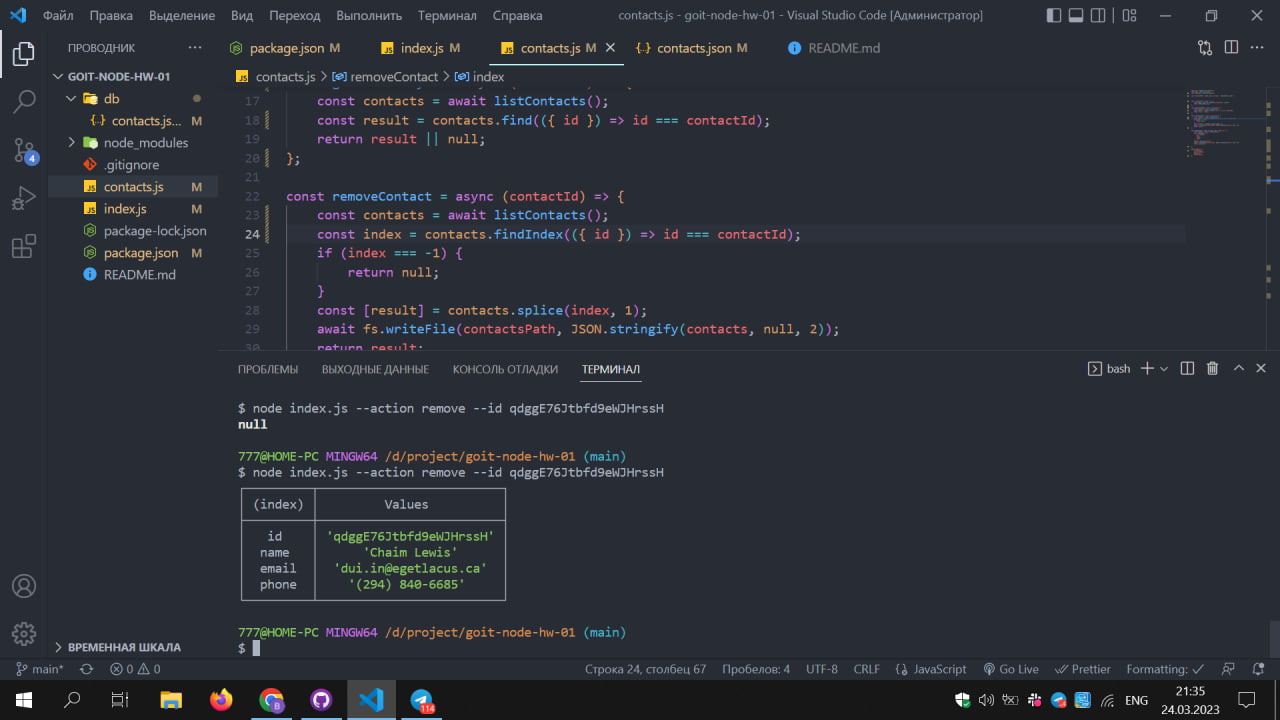 Файл Правка Выделение Вид Переход Выполнить Терминал Справка contacts.js - goit-node-hw-01 - Visual Studio Code [Администратор]
ПРОВОДНИК ··· package.json M index.js M contacts.js M contacts.json M README.md
GOIT-NODE-HW-01
contacts.js > removeContact > index
db
contacts.js... M
node_modules
.gitignore
contacts.js M
index.js M
package-lock.json
package.json M
README.md
17 const contacts = await listContacts();
18 const result = contacts.find(({ id }) => id === contactId);
19 return result || null;
20 };
21
22 const removeContact = async (contactId) => {
23 const contacts = await listContacts();
24 const index = contacts.findIndex(({ id }) => id === contactId);
25 if (index === -1) {
26 return null;
27 }
28 const [result] = contacts.splice(index, 1);
29 await fs.writeFile(contactsPath, JSON.stringify(contacts, null, 2));
30 return result;
4
ПРОБЛЕМЫ ВЫХОДНЫЕ ДАННЫЕ КОНСОЛЬ ОТЛАДКИ ТЕРМИНАЛ bash
$ node index.js --action remove --id qdggE76Jtbfd9eWJHrssH
null
777@HOME-PC MINGW64 /d/project/goit-node-hw-01 (main)
$ node index.js --action remove --id qdggE76Jtbfd9eWJHrssH
(index) Values
id 'qdggE76Jtbfd9eWJHrssH'
name 'Chaim Lewis'
email 'dui.in@egetlacus.ca'
phone '(294) 840-6685'
777@HOME-PC MINGW64 /d/project/goit-node-hw-01 (main)
$
ВРЕМЕННАЯ ШКАЛА
main* 0 0 Строка 24, столбец 67 Пробелов: 4 UTF-8 CRLF JavaScript Go Live Prettier Formatting:
B 114 ENG 21:35
24.03.2023